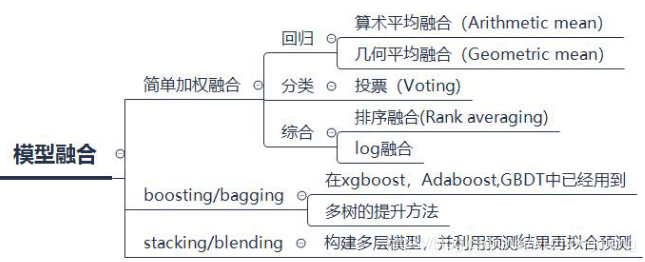 模型融合
简单加权融合
回归
算术平均融合（Arithmetic mean）
几何平均融合（Geometric mean）
分类
投票（Voting）
综合
排序融合(Rank averaging)
log融合
boosting/bagging
在xgboost，Adaboost,GBDT中已经用到
多树的提升方法
stacking/blending
构建多层模型，并利用预测结果再拟合预测